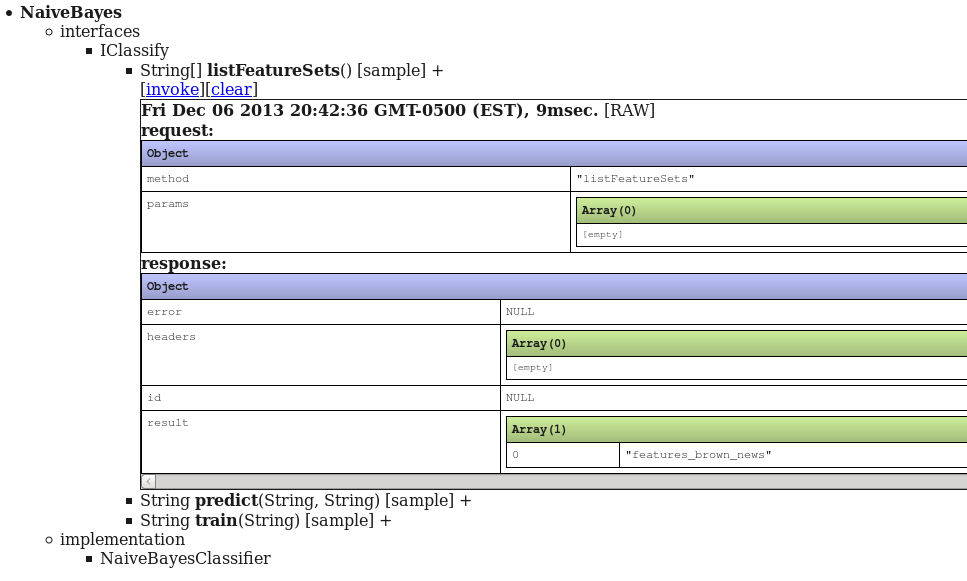 NaiveBayes
interfaces
IClassify
String[] listFeatureSets() [sample] +
[invoke][clear]
Fri Dec 06 2013 20:42:36 GMT-0500 (EST), 9msec. [RAW]
request:
Object
method "listFeatureSets"
params
Array(0)
[empty]
response:
Object
error NULL
headers
Array(0)
[empty]
id NULL
result
Array(1)
0 "features_brown_news"
String predict(String, String) [sample] +
String train(String) [sample] +
implementation
NaiveBayesClassifier